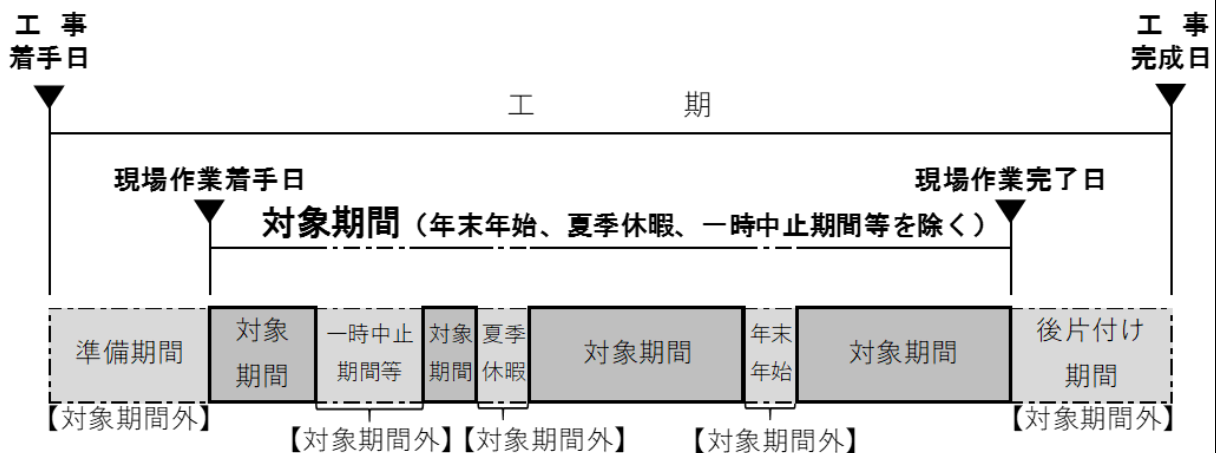 工 事
着手日
工 事
完成日
工 期
現場作業着手日
現場作業完了日
対象期間（年末年始、夏季休暇、一時中止期間等を除く）
準備期間
対象
期間
一時中止
期間等
対象
期間
夏季
休暇
対象期間
年末
年始
対象期間
後片付け
期間
【対象期間外】
【対象期間外】
【対象期間外】
【対象期間外】
【対象期間外】